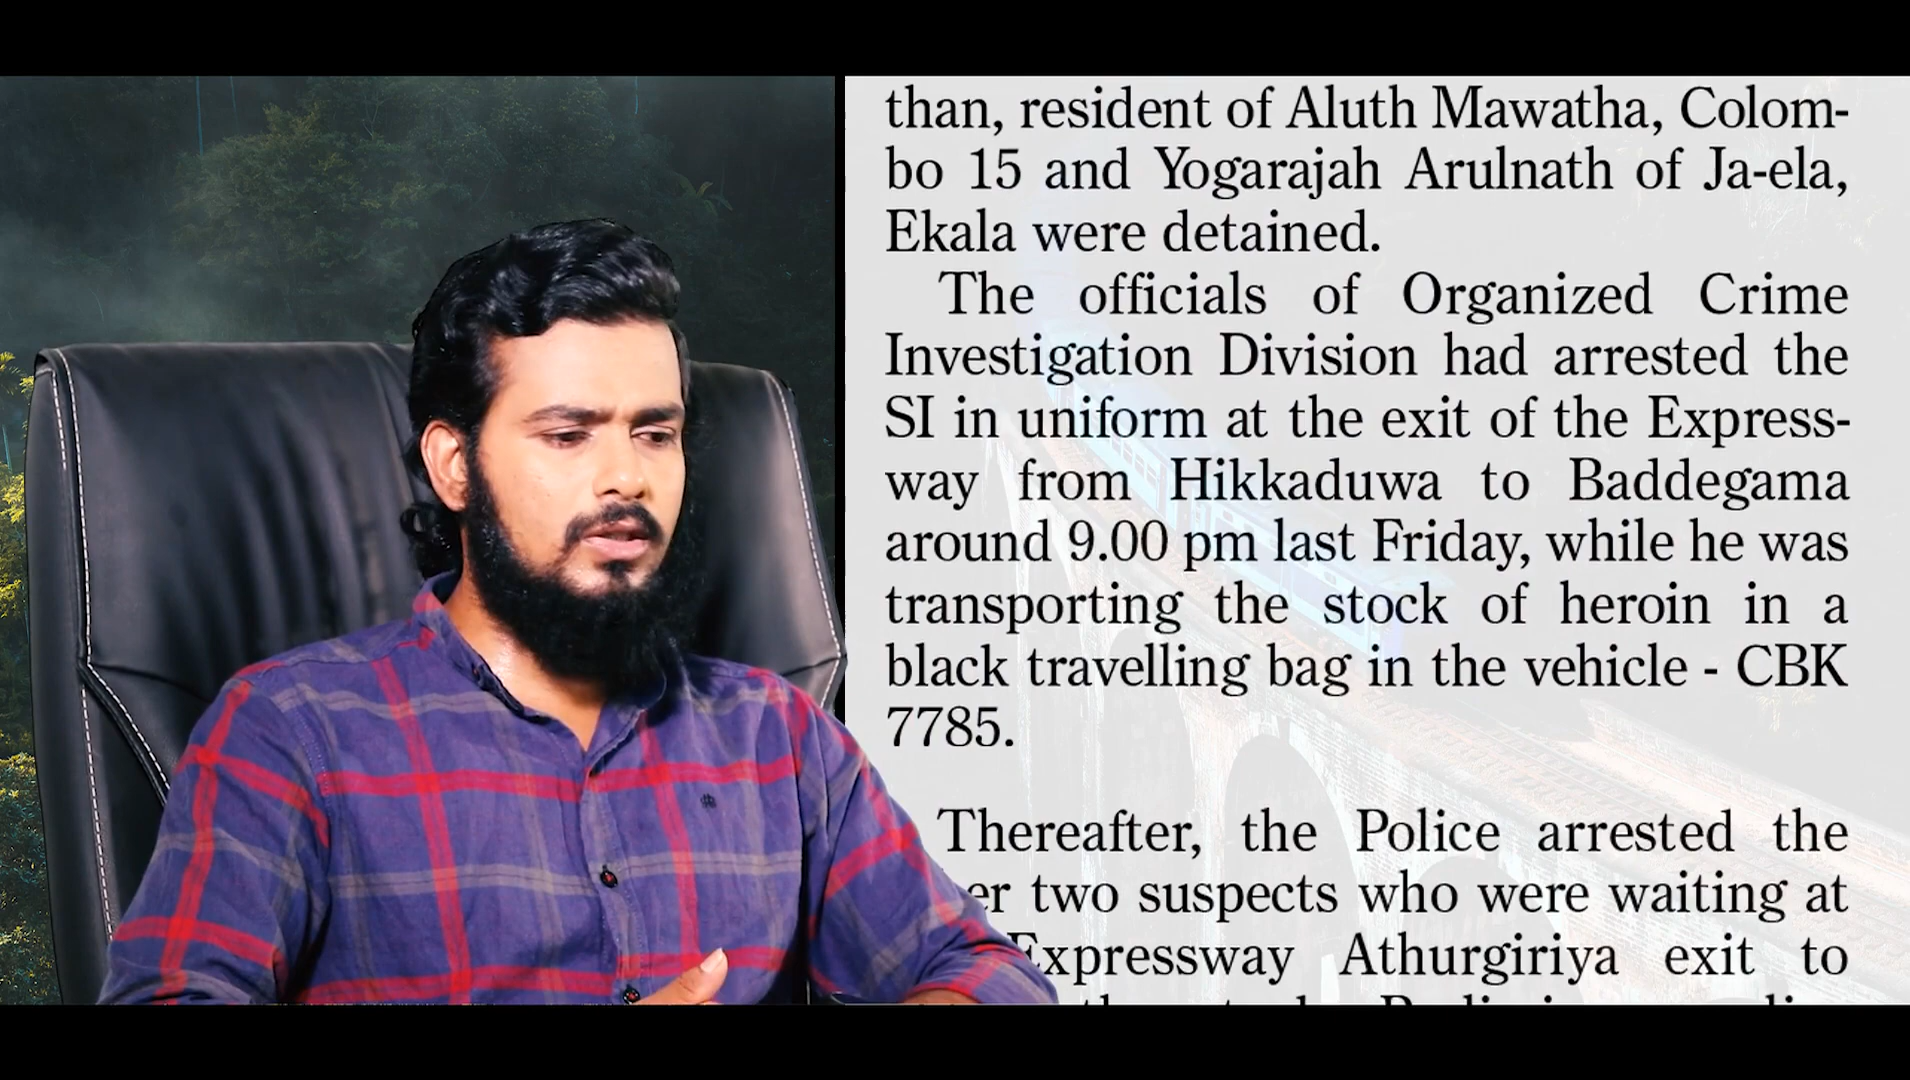 than, resident of Aluth Mawatha, Colom-
bo 15 and Yogarajah Arulnath of Ja-ela,
Ekala were detained.
The officials of Organized Crime
Investigation Division had arrested the
SI in uniform at the exit of the Express-
way from Hikkaduwa to Baddegama
around 9.00 pm last Friday, while he was
transporting the stock of heroin in a
black travelling bag in the vehicle - CBK
7785.
Thereafter, the Police arrested the
er two suspects who were waiting at
Expressway Athurgiriya exit to